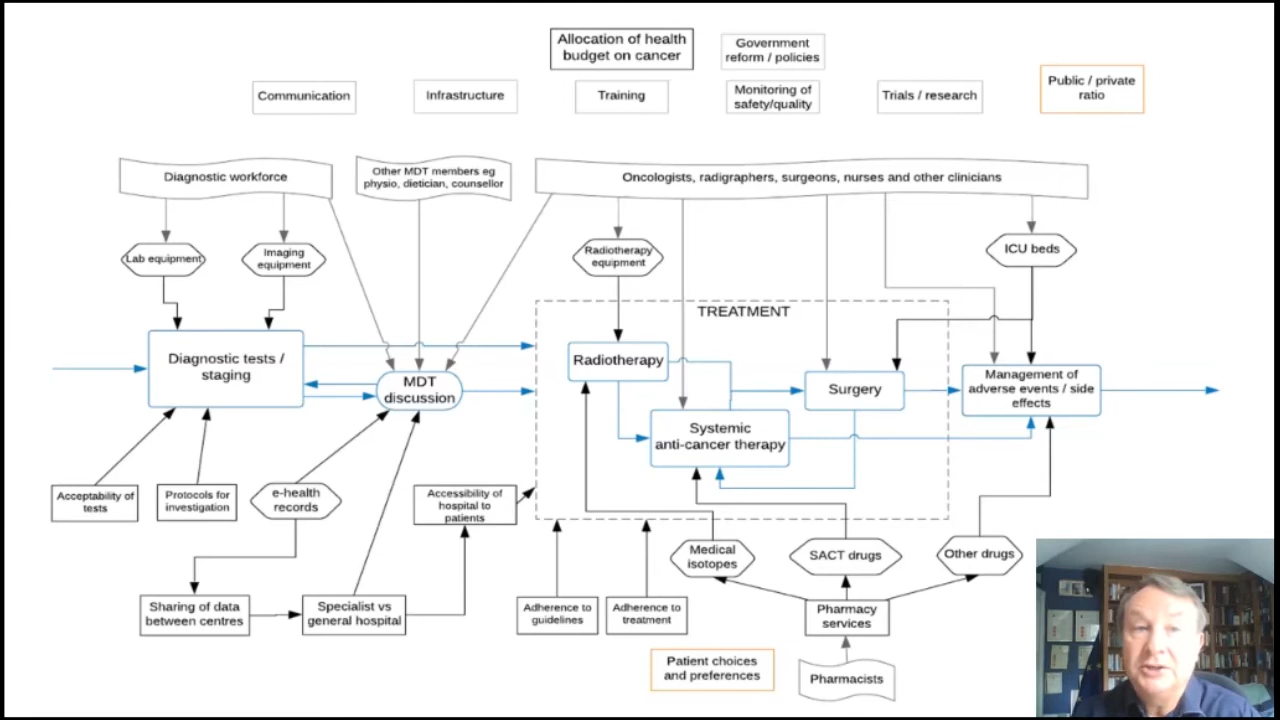 Allocation of health
budget on cancer
Government
reform / policies
Communication
Infrastructure
Training
Monitoring of
safety/quality
Trials / research
Public / private
ratio
Diagnostic workforce
Other MDT members eg
physio, dietician, counsellor
Oncologists, radigraphers, surgeons, nurses and other clinicians
Lab equipment
Imaging
equipment
Radiotherapy
equipment
ICU beds
TREATMENT
Diagnostic tests /
staging
MDT
discussion
Radiotherapy
Surgery
Management of
adverse events / side
effects
Systemic
anti-cancer therapy
Acceptability of
tests
Protocols for
investigation
e-health
records
Accessibility of
hospital to
patients
Medical
isotopes
SACT drugs
Other drugs
Sharing of data
between centres
Specialist vs
general hospital
Adherence to
guidelines
Adherence to
treatment
Pharmacy
services
Patient choices
and preferences
Pharmacists